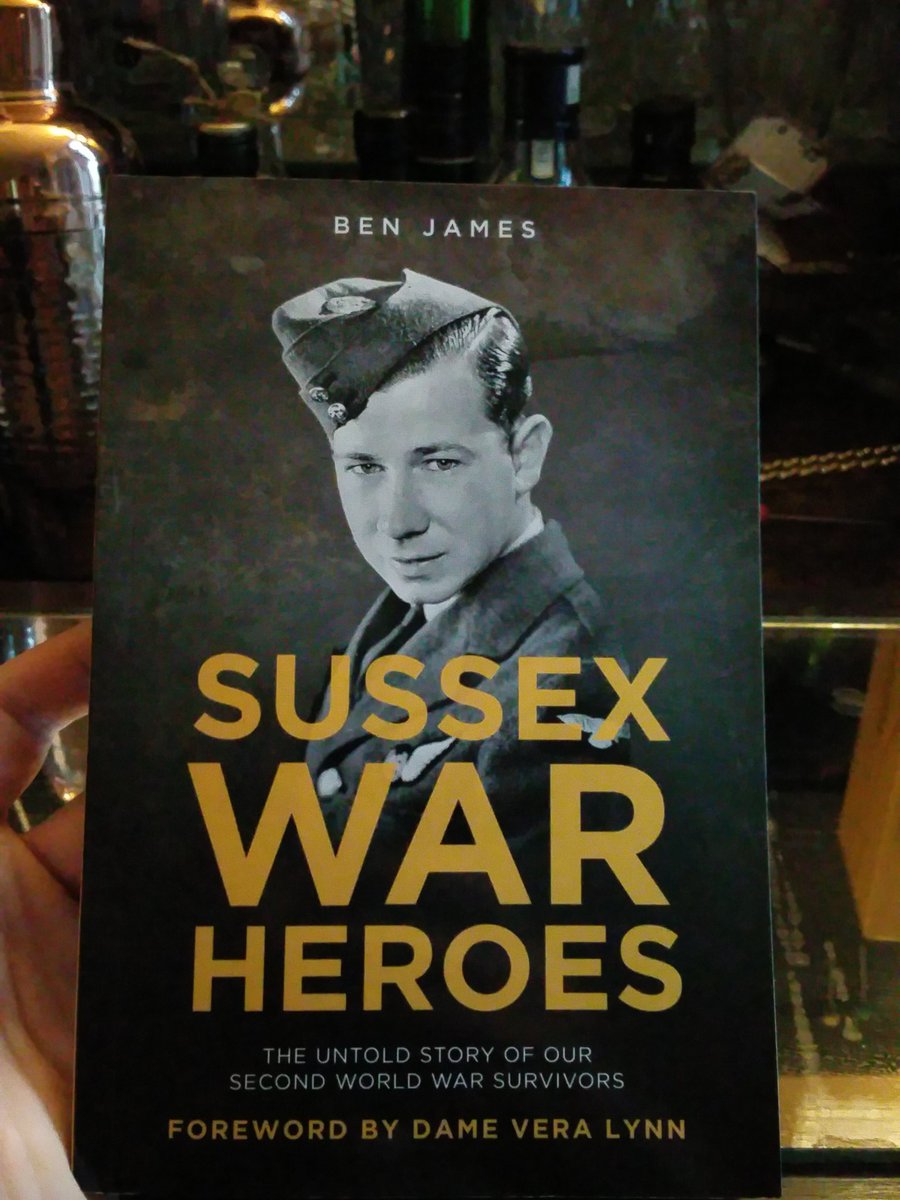 BEN JAMES
SUSSEX
WAR
HEROES
THE UNTOLD STORY OF OUR
SECOND WORLD WAR SURVIVORS
FOREWORD BY DAME VERA LYNN